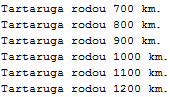 Tartaruga rodou 700 km.
Tartaruga rodou 800 km.
Tartaruga rodou 900 km.
Tartaruga rodou 1000 km.
Tartaruga rodou 1100 km.
Tartaruga rodou 1200 km.